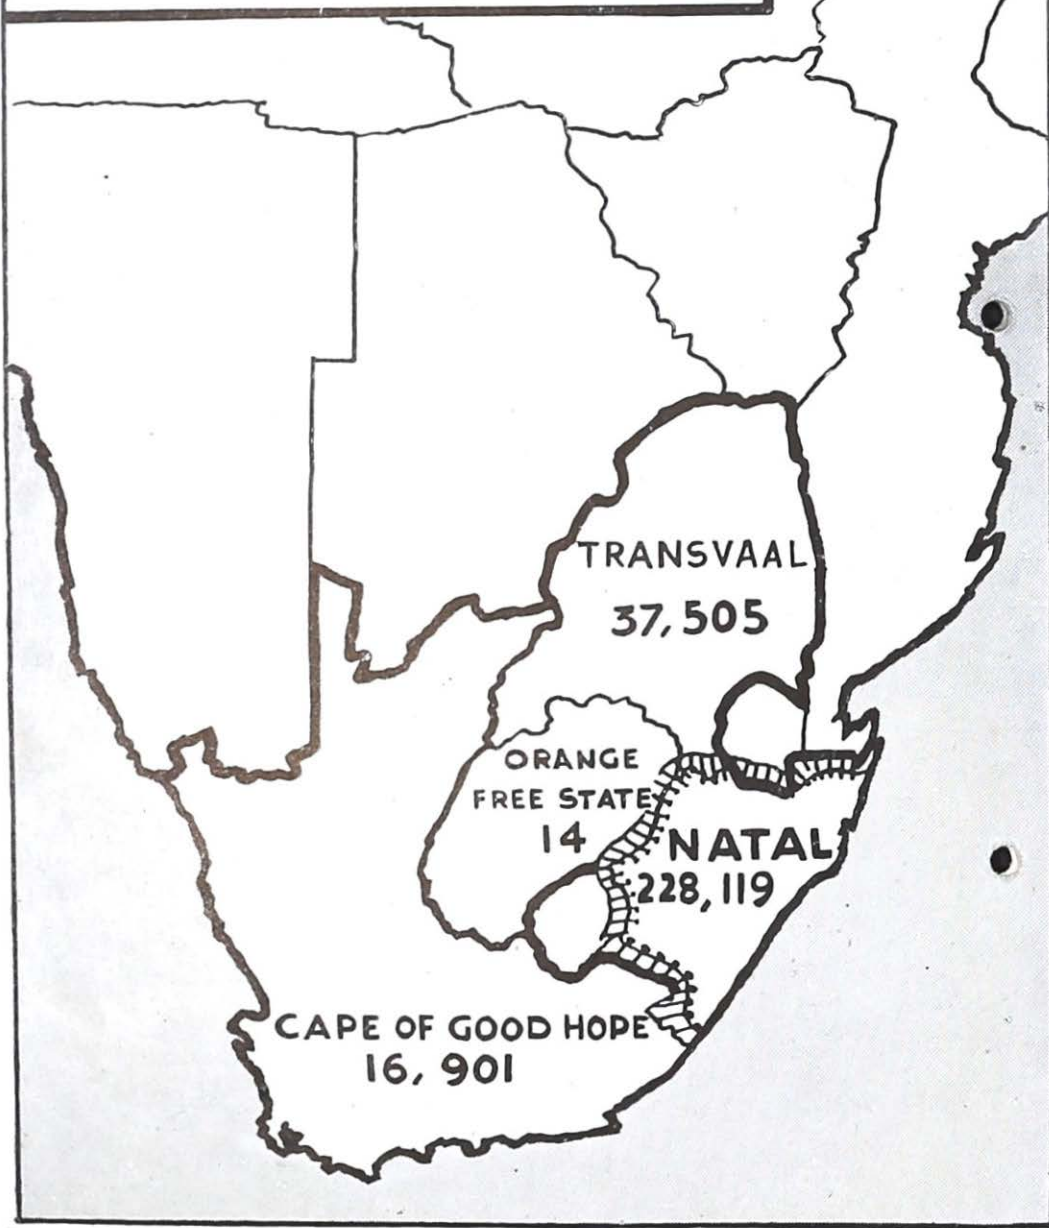 TRANSVAAL
37,505
ORANGE
FREE STATE
14
NATAL
228,119
CAPE OF GOOD HOPE
16,901